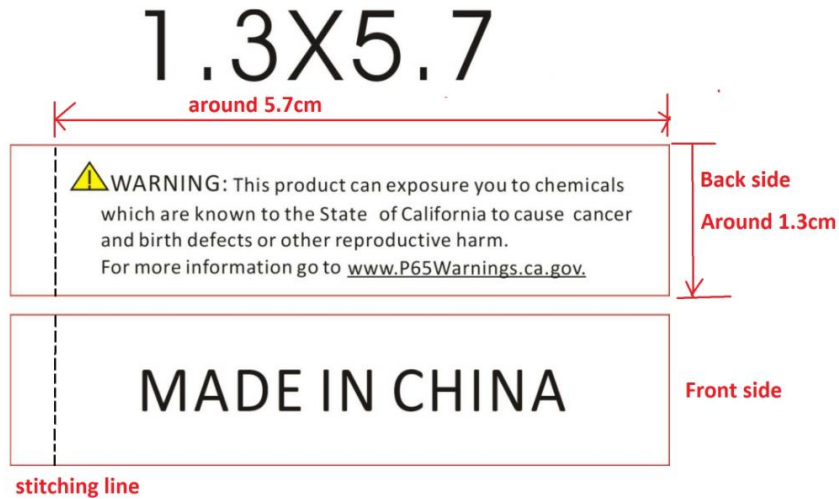 1.3X5.7
around 5.7cm
WARNING: This product can exposure you to chemicals
which are known to the State of California to cause cancer
and birth defects or other reproductive harm.
For more information go to www.P65Warnings.ca.gov.
Back side
Around 1.3cm
MADE IN CHINA
Front side
stitching line